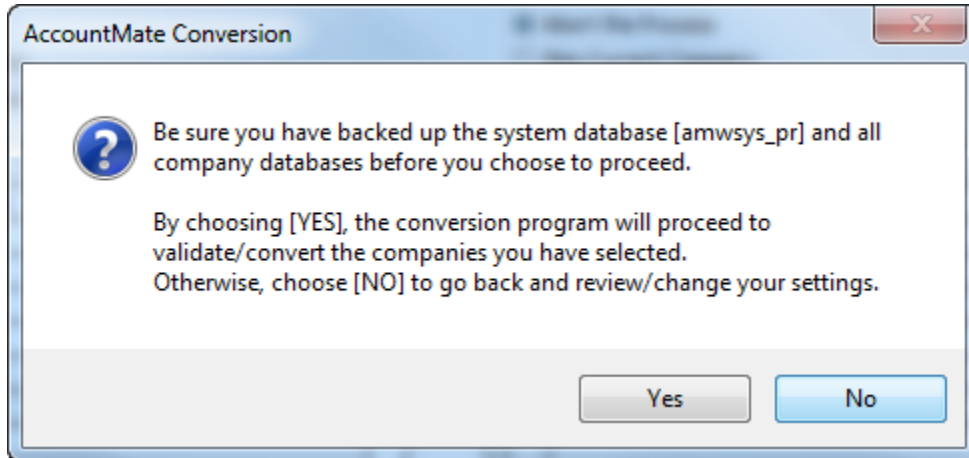 AccountMate Conversion
Be sure you have backed up the system database [amwsys_pr] and all
company databases before you choose to proceed.
By choosing [YES], the conversion program will proceed to
validate/convert the companies you have selected.
Otherwise, choose [NO] to go back and review/change your settings.
Yes
No